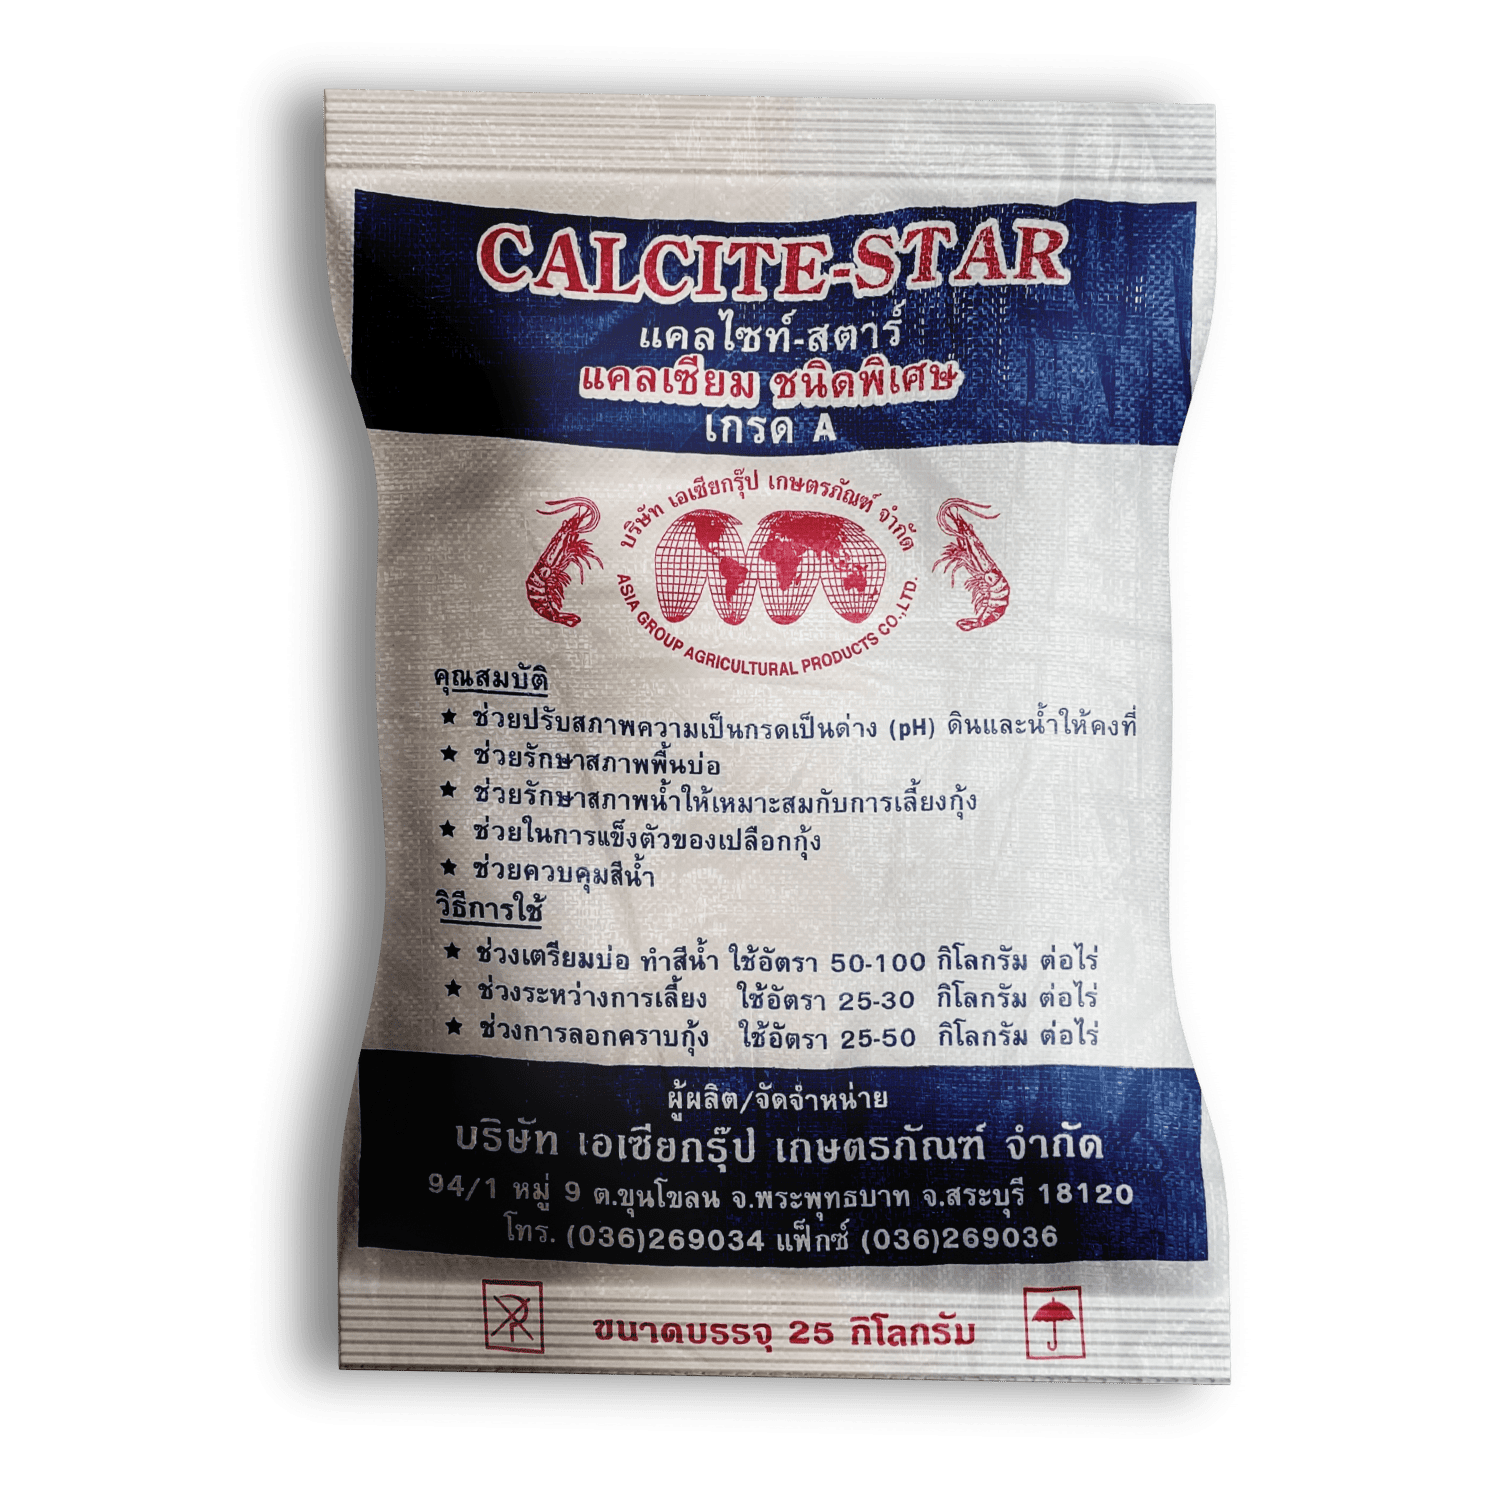 CALCITE-STAR
แคลไซท์-สตาร์
แคลเซียม ชนิดพิเศษ
เกรด A
บริษัท เอเซียกรุ๊ป เกษตรภัณฑ์ จำกัด
ASIA GROUP AGRICULTURAL PRODUCTS CO.,LTD.
คุณสมบัติ
★ ช่วยปรับสภาพความเป็นกรดเป็นด่าง (pH) ดินและน้ำให้คงที่
★ ช่วยรักษาสภาพพื้นบ่อ
★ ช่วยรักษาสภาพน้ำให้เหมาะสมกับการเลี้ยงกุ้ง
★ ช่วยในการแข็งตัวของเปลือกกุ้ง
★ ช่วยควบคุมสีน้ำ
วิธีการใช้
★ ช่วงเตรียมบ่อ ทำสีน้ำ ใช้อัตรา 50-100 กิโลกรัม ต่อไร่
★ ช่วงระหว่างการเลี้ยง ใช้อัตรา 25-30 กิโลกรัม ต่อไร่
★ ช่วงการลอกคราบกุ้ง ใช้อัตรา 25-50 กิโลกรัม ต่อไร่
ผู้ผลิต/จัดจำหน่าย
บริษัท เอเซียกรุ๊ป เกษตรภัณฑ์ จำกัด
94/1 หมู่ 9 ต.ขุนโขลน จ.พระพุทธบาท จ.สระบุรี 18120
โทร. (036)269034 แฟ็กซ์ (036)269036
ขนาดบรรจุ 25 กิโลกรัม